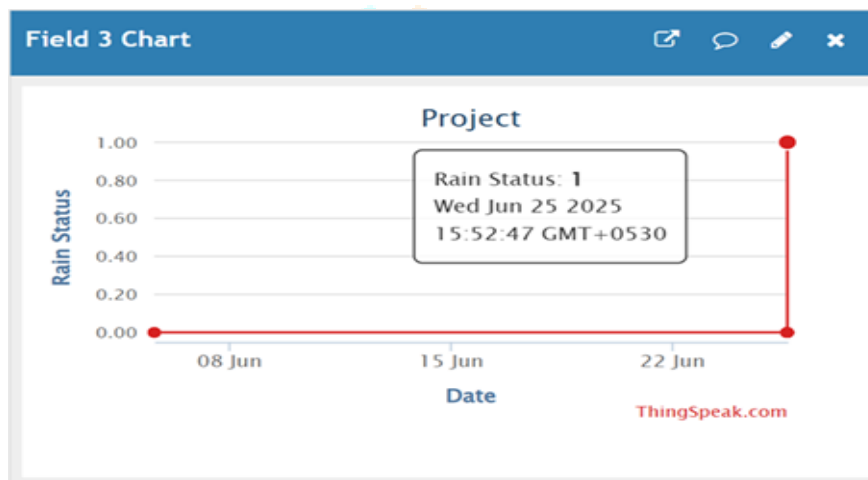 Field 3 Chart
Project
1.00
0.80
0.60
0.40
0.20
0.00
Rain Status
Rain Status: 1
Wed Jun 25 2025
15:52:47 GMT+0530
08 Jun
15 Jun
22 Jun
Date
ThingSpeak.com